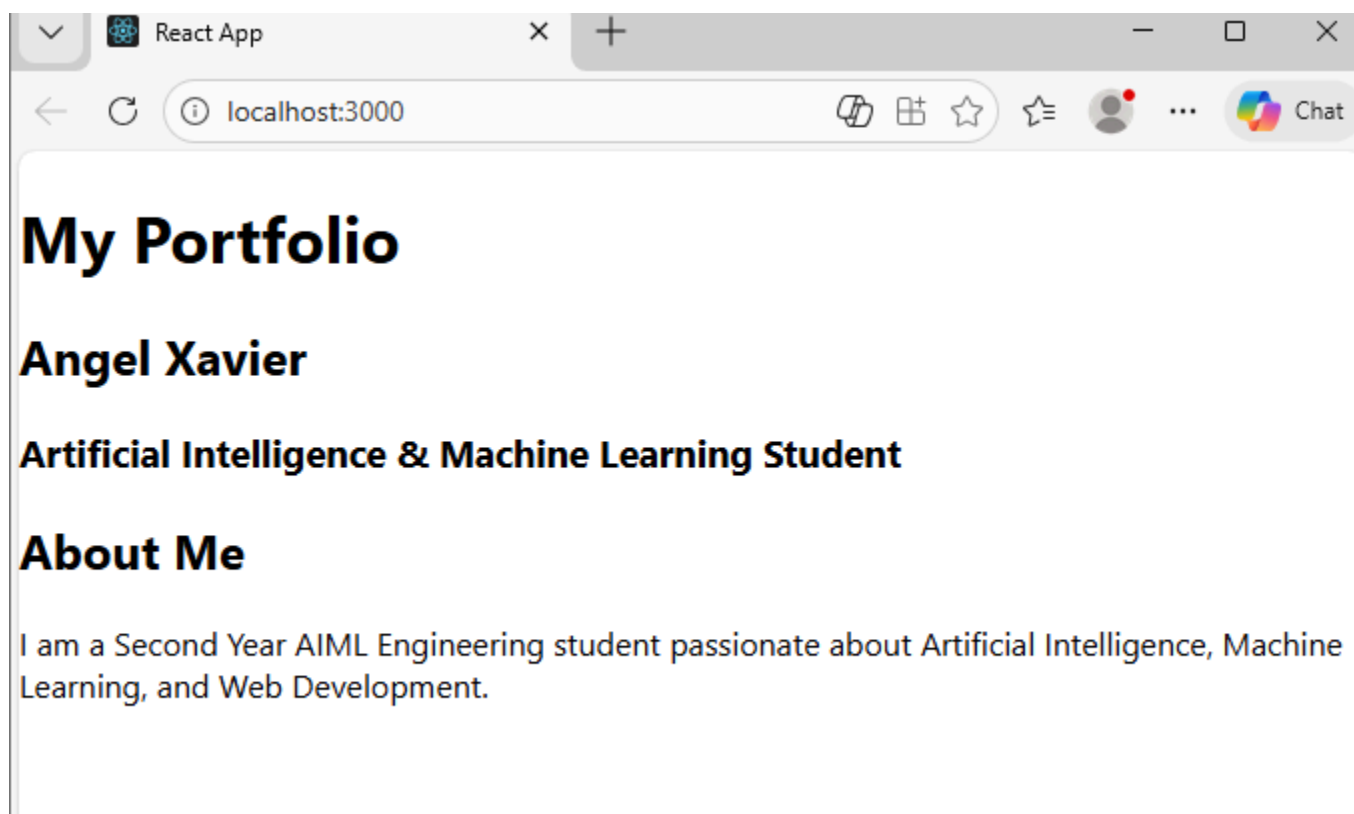 React App
localhost:3000
Chat
My Portfolio
Angel Xavier
Artificial Intelligence & Machine Learning Student
About Me
I am a Second Year AIML Engineering student passionate about Artificial Intelligence, Machine
Learning, and Web Development.